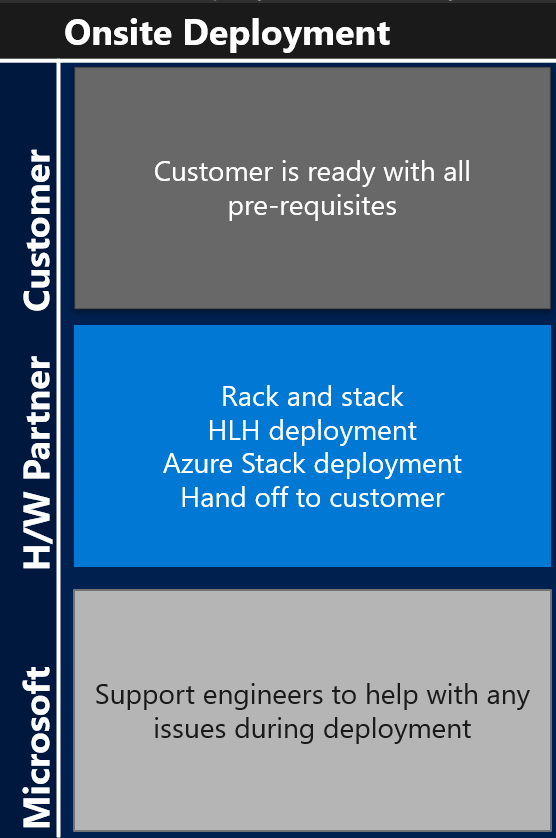 Onsite Deployment
Customer
Customer is ready with all
pre-requisites
H/W Partner
Rack and stack
HLH deployment
Azure Stack deployment
Hand off to customer
Microsoft
Support engineers to help with any
issues during deployment